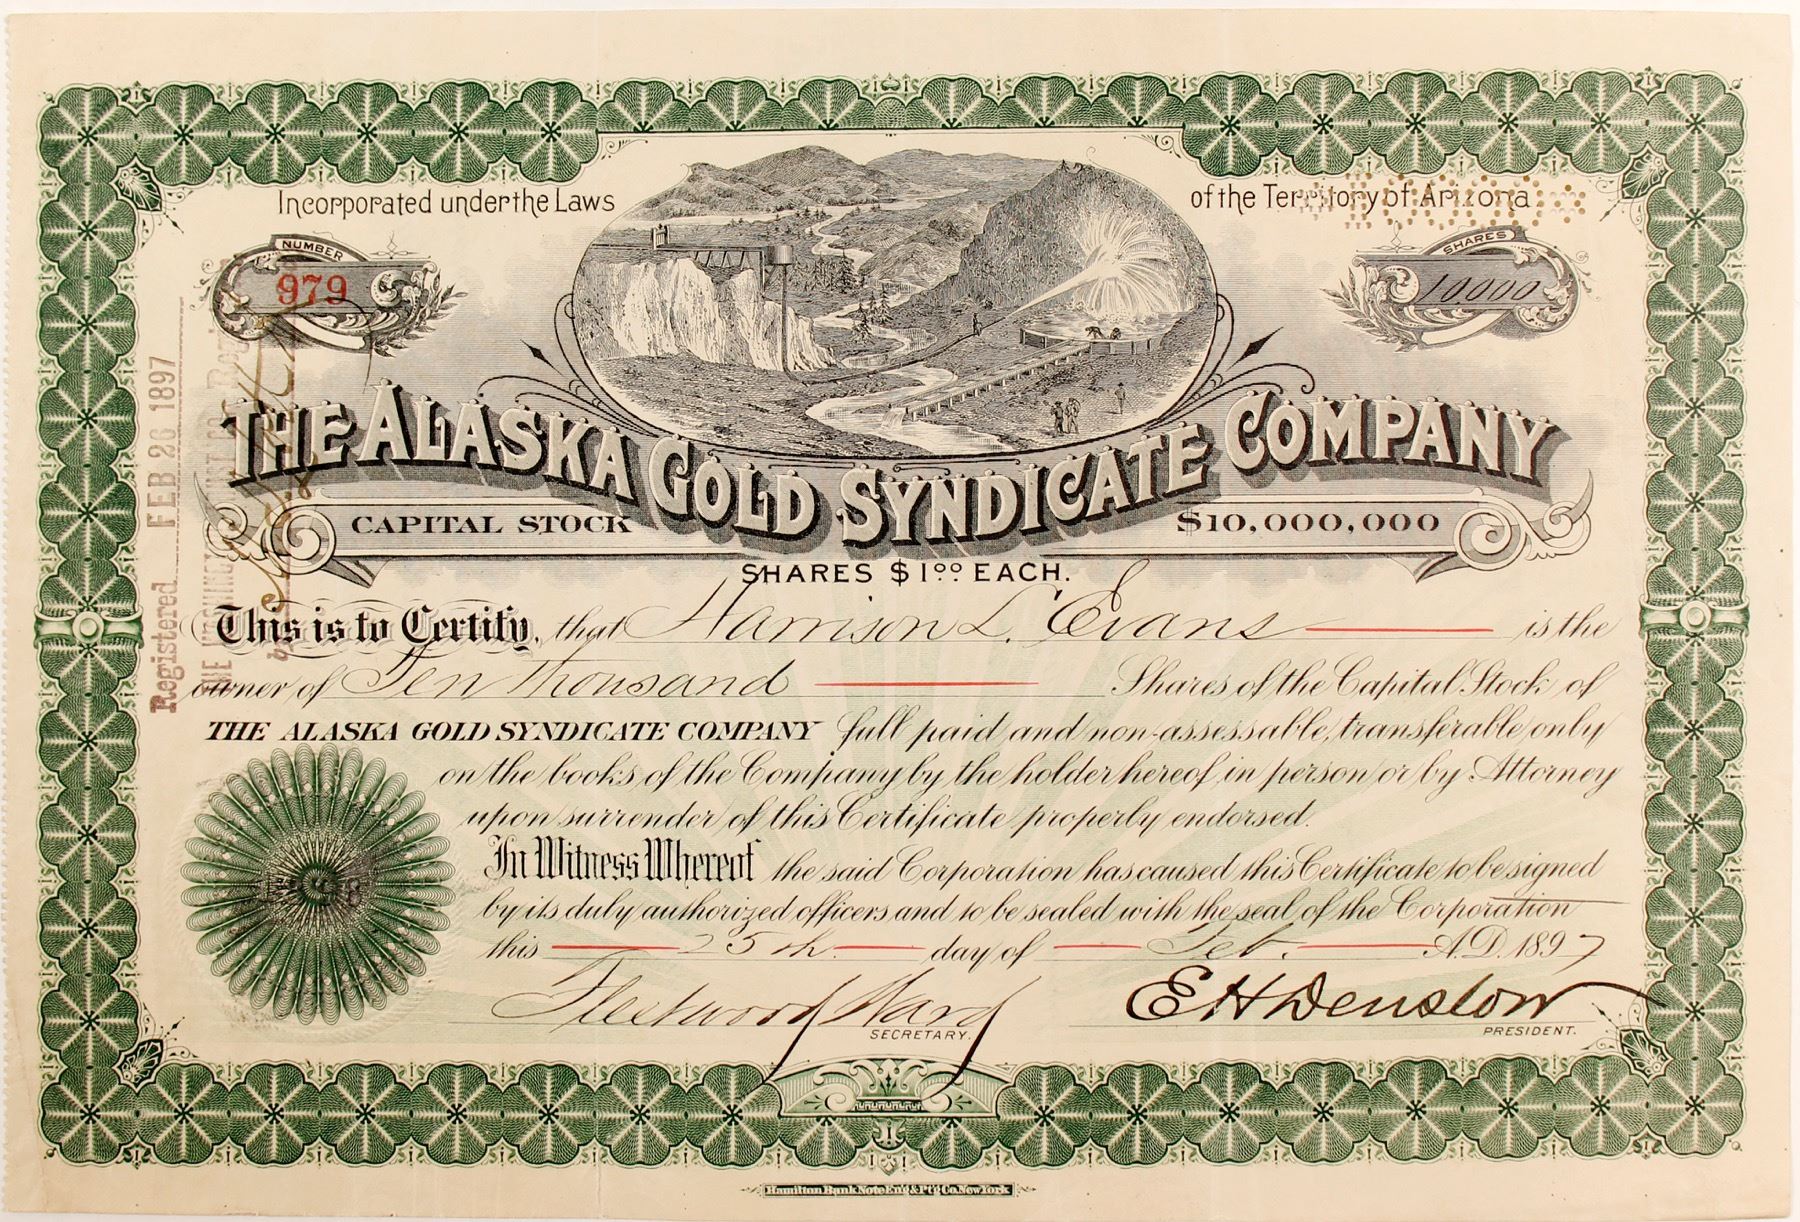 Incorporated under the Laws of the Territory of Arizona
NUMBER
979
SHARES
10,000
THE ALASKA GOLD SYNDICATE COMPANY
CAPITAL STOCK $10,000,000
SHARES $1.00 EACH.
This is to Certify, that Harrison L. Evans is the
owner of Ten Thousand Shares of the Capital Stock of
THE ALASKA GOLD SYNDICATE COMPANY full paid and non-assessable, transferable only
on the books of the Company by the holder hereof, in person or by Attorney
upon surrender of this Certificate properly endorsed.
In Witness Whereof the said Corporation has caused this Certificate to be signed
by its duly authorized officers and to be sealed with the seal of the Corporation
this 25th day of Feb. A.D. 1897
Fleetwood Ward
SECRETARY.
E H Denslow
PRESIDENT.
Registered FEB 26 1897
Hamilton Bank Note Eng. & Pt'g Co. New York